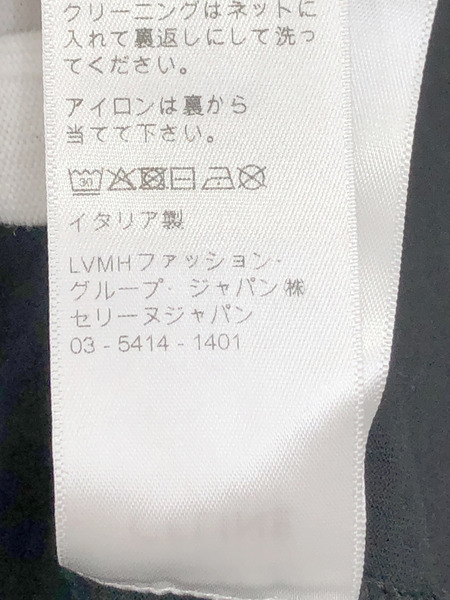 クリーニングはネットに
入れて裏返しにして洗っ
てください。
アイロンは裏から
当てて下さい。
30
イタリア製
LVMHファッション·
グループ·ジャパン㈱
セリーヌジャパン
03 - 5414 - 1401